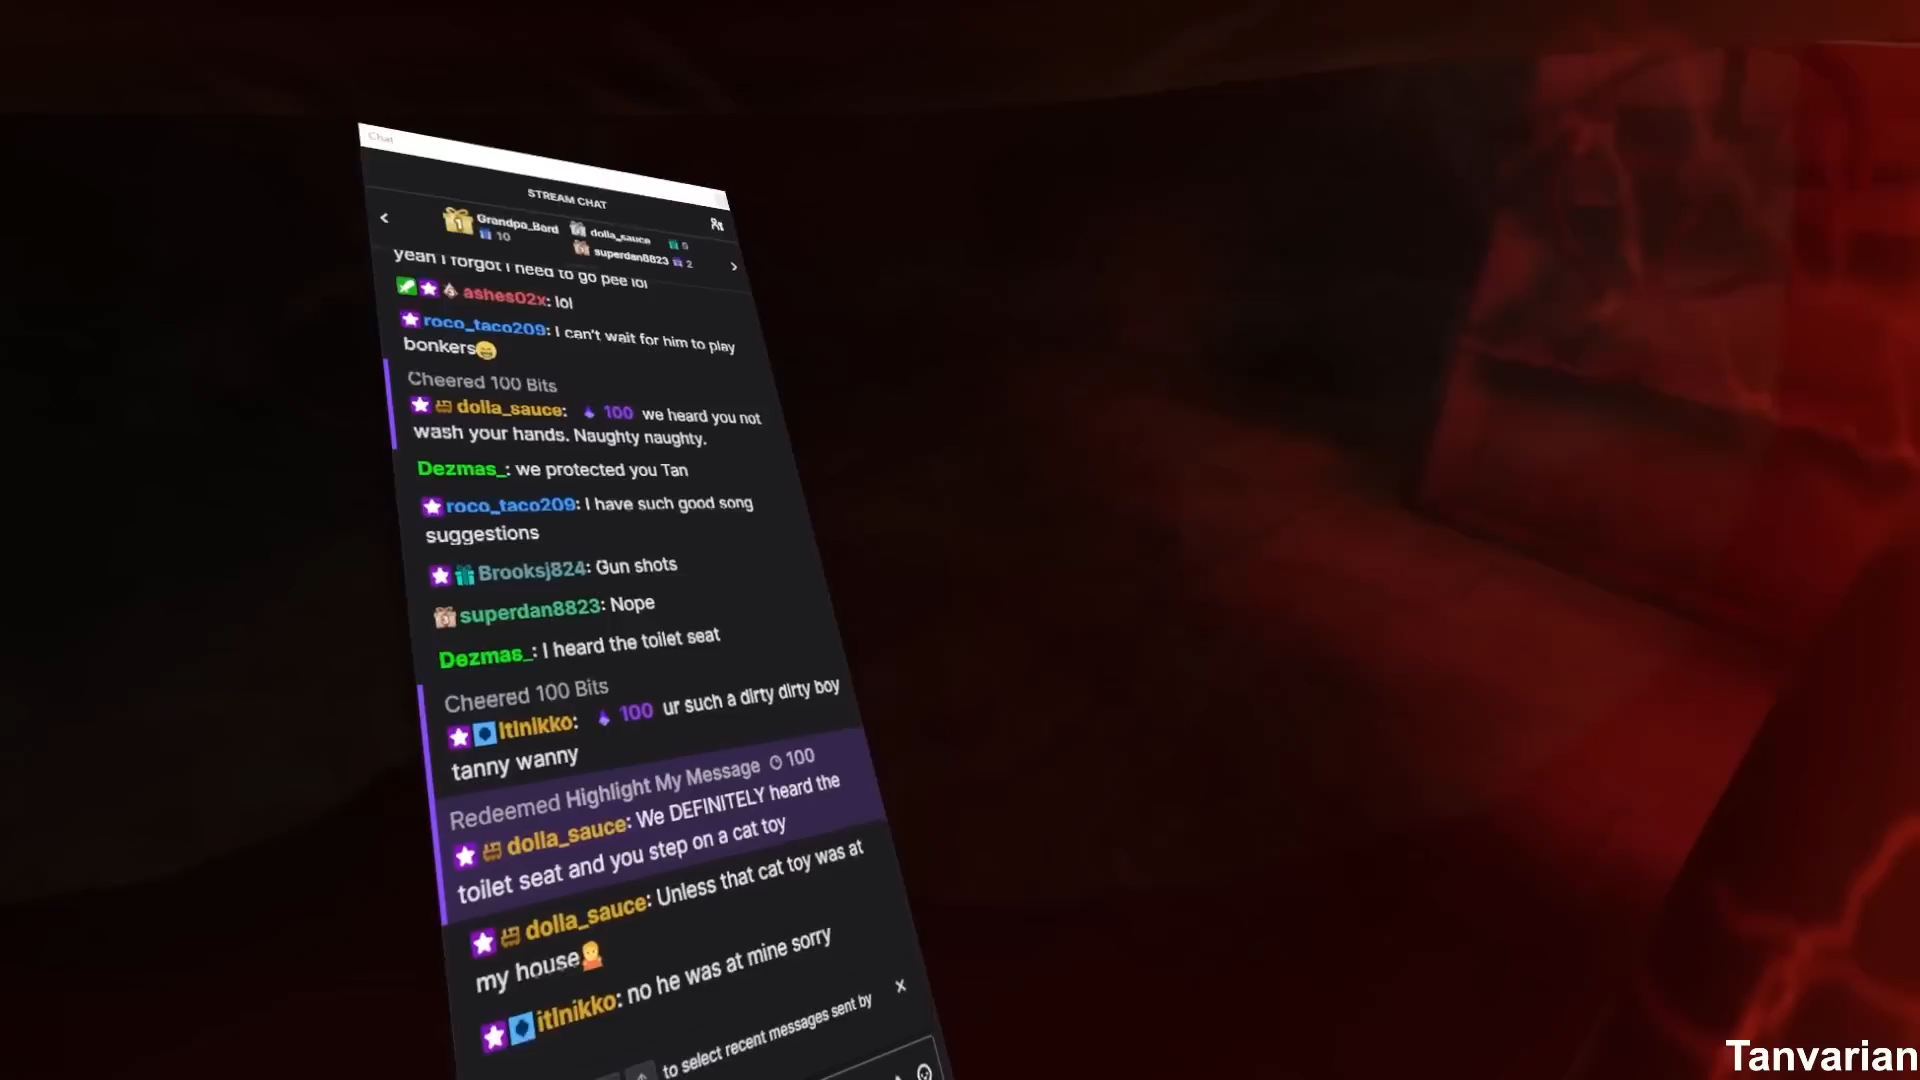 Chat
STREAM CHAT
Grandpa_Bard
10
dolla_sauce
superdan8823 2
yeah I forgot I need to go pee lol
ashes02x: lol
roco_taco209: I can't wait for him to play
bonkers
Cheered 100 Bits
dolla_sauce: 100 we heard you not
wash your hands. Naughty naughty.
Dezmas_: we protected you Tan
roco_taco209: I have such good song
suggestions
Brooksj824: Gun shots
superdan8823: Nope
Dezmas_: I heard the toilet seat
Cheered 100 Bits
itlnikko: 100 ur such a dirty dirty boy
tanny wanny
Redeemed Highlight My Message 100
dolla_sauce: We DEFINITELY heard the
toilet seat and you step on a cat toy
dolla_sauce: Unless that cat toy was at
my house
itlnikko: no he was at mine sorry
to select recent messages sent by
Tanvarian